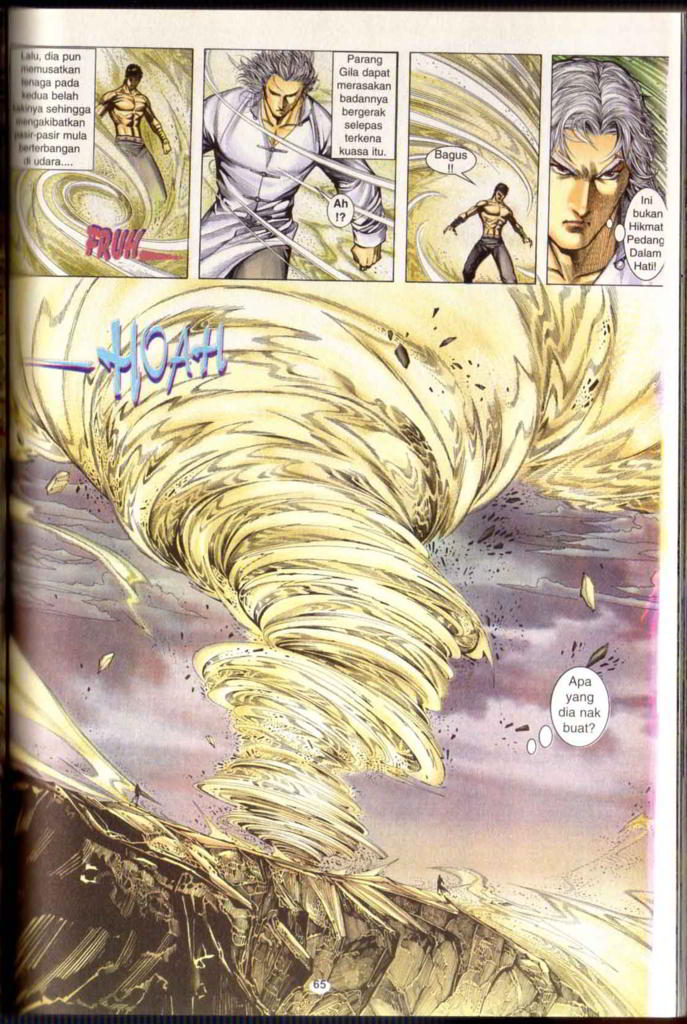 Lalu, dia pun
memusatkan
tenaga pada
kedua belah
kakinya sehingga
mengakibatkan
pasir-pasir mula
berterbangan
di udara....
FRUH
Parang
Gila dapat
merasakan
badannya
bergerak
selepas
terkena
kuasa itu.
Ah
!?
Bagus
!!
Ini
bukan
Hikmat
Pedang
Dalam
Hati!
HOAH
Apa
yang
dia nak
buat?
65